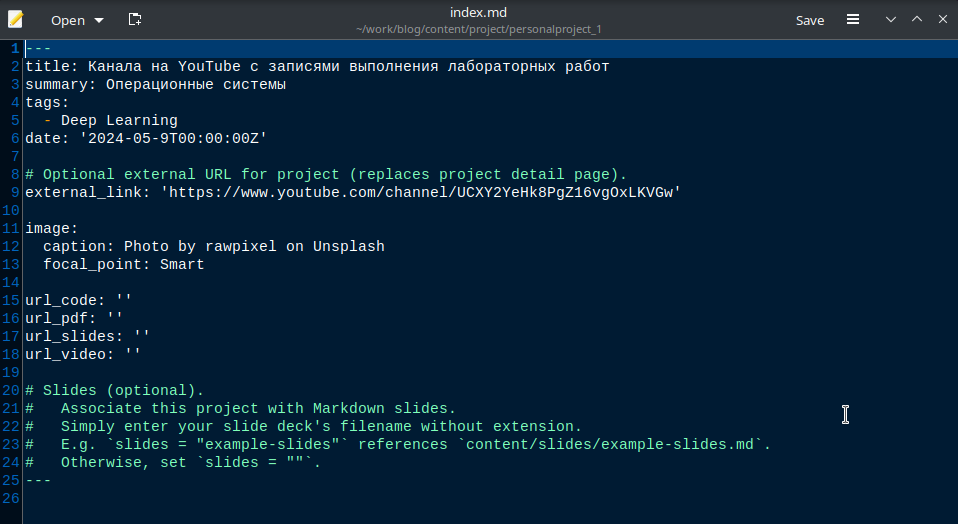 index.md
Open
Save
~/work/blog/content/project/personalproject_1
1 ---
2 title: Канала на YouTube с записями выполнения лабораторных работ
3 summary: Операционные системы
4 tags:
5   - Deep Learning
6 date: '2024-05-9T00:00:00Z'
7
8 # Optional external URL for project (replaces project detail page).
9 external_link: 'https://www.youtube.com/channel/UCXY2YeHk8PgZ16vgOxLKVGw'
10
11 image:
12   caption: Photo by rawpixel on Unsplash
13   focal_point: Smart
14
15 url_code: ''
16 url_pdf: ''
17 url_slides: ''
18 url_video: ''
19
20 # Slides (optional).
21 #   Associate this project with Markdown slides.
22 #   Simply enter your slide deck's filename without extension.
23 #   E.g. `slides = "example-slides"` references `content/slides/example-slides.md`.
24 #   Otherwise, set `slides = ""`.
25 ---
26